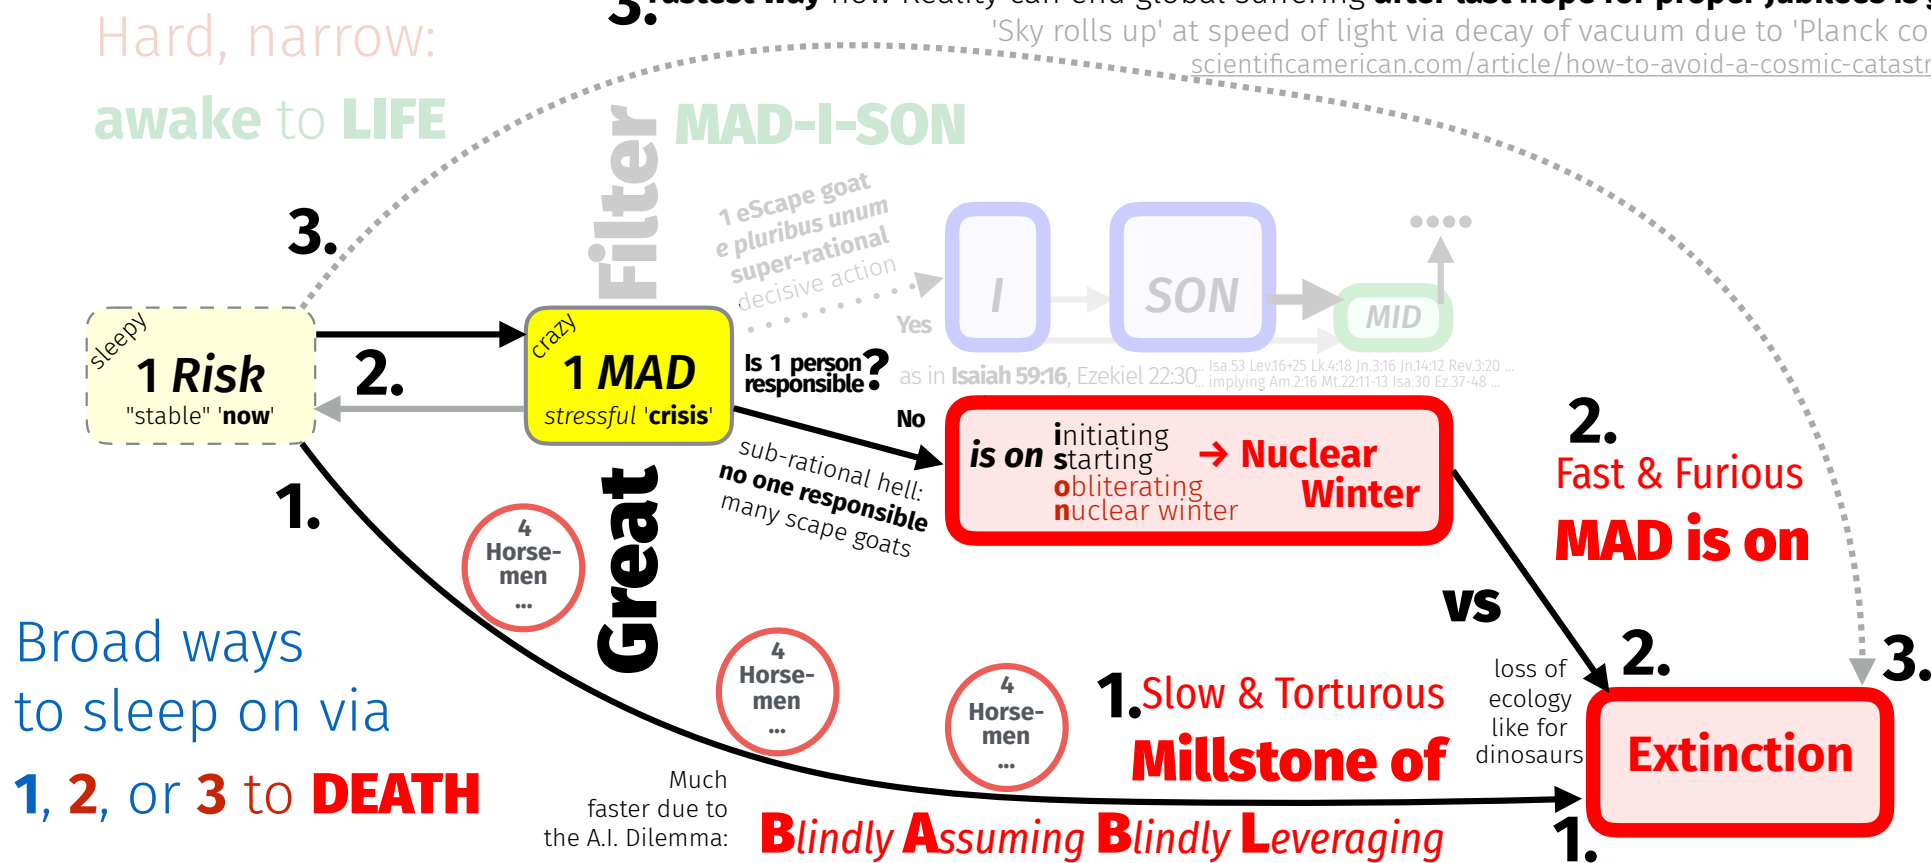 3. Fastest way how Reality can end global suffering after last hope for proper Jubilees is
'Sky rolls up' at speed of light via decay of vacuum due to 'Planck co
scientificamerican.com/article/how-to-avoid-a-cosmic-catastr
Hard, narrow:
awake to LIFE
Great Filter
MAD-I-SON
3.
1 eScape goat
e pluribus unum
super-rational
decisive action
Yes
I
SON
MID
sleepy
1 Risk
"stable" 'now'
2.
crazy
1 MAD
stressful 'crisis'
Is 1 person
responsible?
as in Isaiah 59:16, Ezekiel 22:30
... Isa.53 Lev.16+25 Lk.4:18 Jn.3:16 Jn.14:12 Rev.3:20 ...
... implying Am.2:16 Mt.22:11-13 Isa.30 Ez.37-48 ...
No
sub-rational hell:
no one responsible
many scape goats
is on
initiating
starting
obliterating
nuclear winter
→ Nuclear
Winter
2.
Fast & Furious
MAD is on
1.
4
Horse-
men
...
4
Horse-
men
...
4
Horse-
men
...
vs
Broad ways
to sleep on via
1, 2, or 3 to DEATH
1. Slow & Torturous
Millstone of
Much
faster due to
the A.I. Dilemma:
Blindly Assuming Blindly Leveraging
loss of
ecology
like for
dinosaurs
2.
3.
Extinction
1.